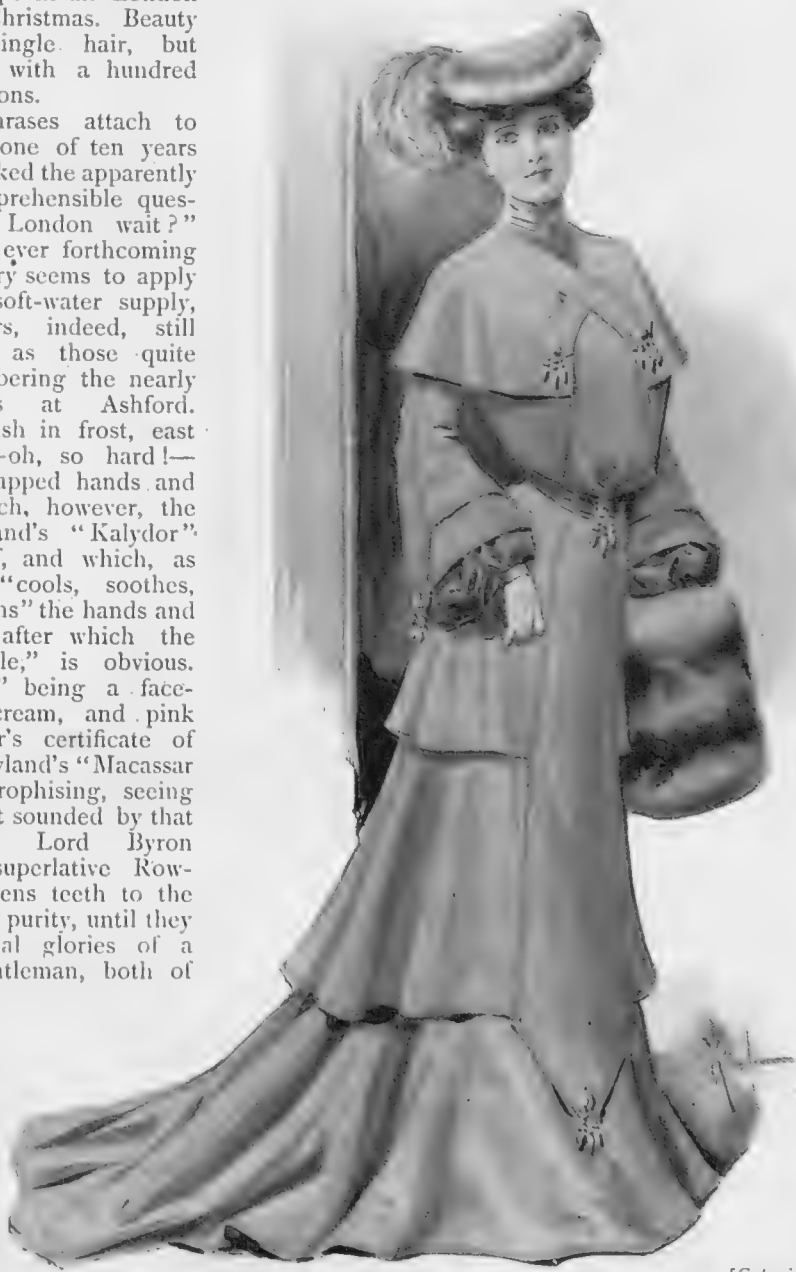 hristmas. Beauty
ingle hair, but
with a hundred
ons.
rases attach to
one of ten years
ked the apparently
prehensible ques-
London wait?"
ever forthcoming
ry seems to apply
soft-water supply,
rs, indeed, still
as those quite
bering the nearly
s at Ashford.
sh in frost, east
-oh, so hard!—
apped hands and
ch, however, the
and's "Kalydor"
, and which, as
"cools, soothes,
ns" the hands and
after which the
le," is obvious.
" being a face-
cream, and pink
r's certificate of
vland's "Macassar
rophising, seeing
t sounded by that
Lord Byron
superlative Row-
ens teeth to the
purity, until they
al glories of a
ntleman, both of